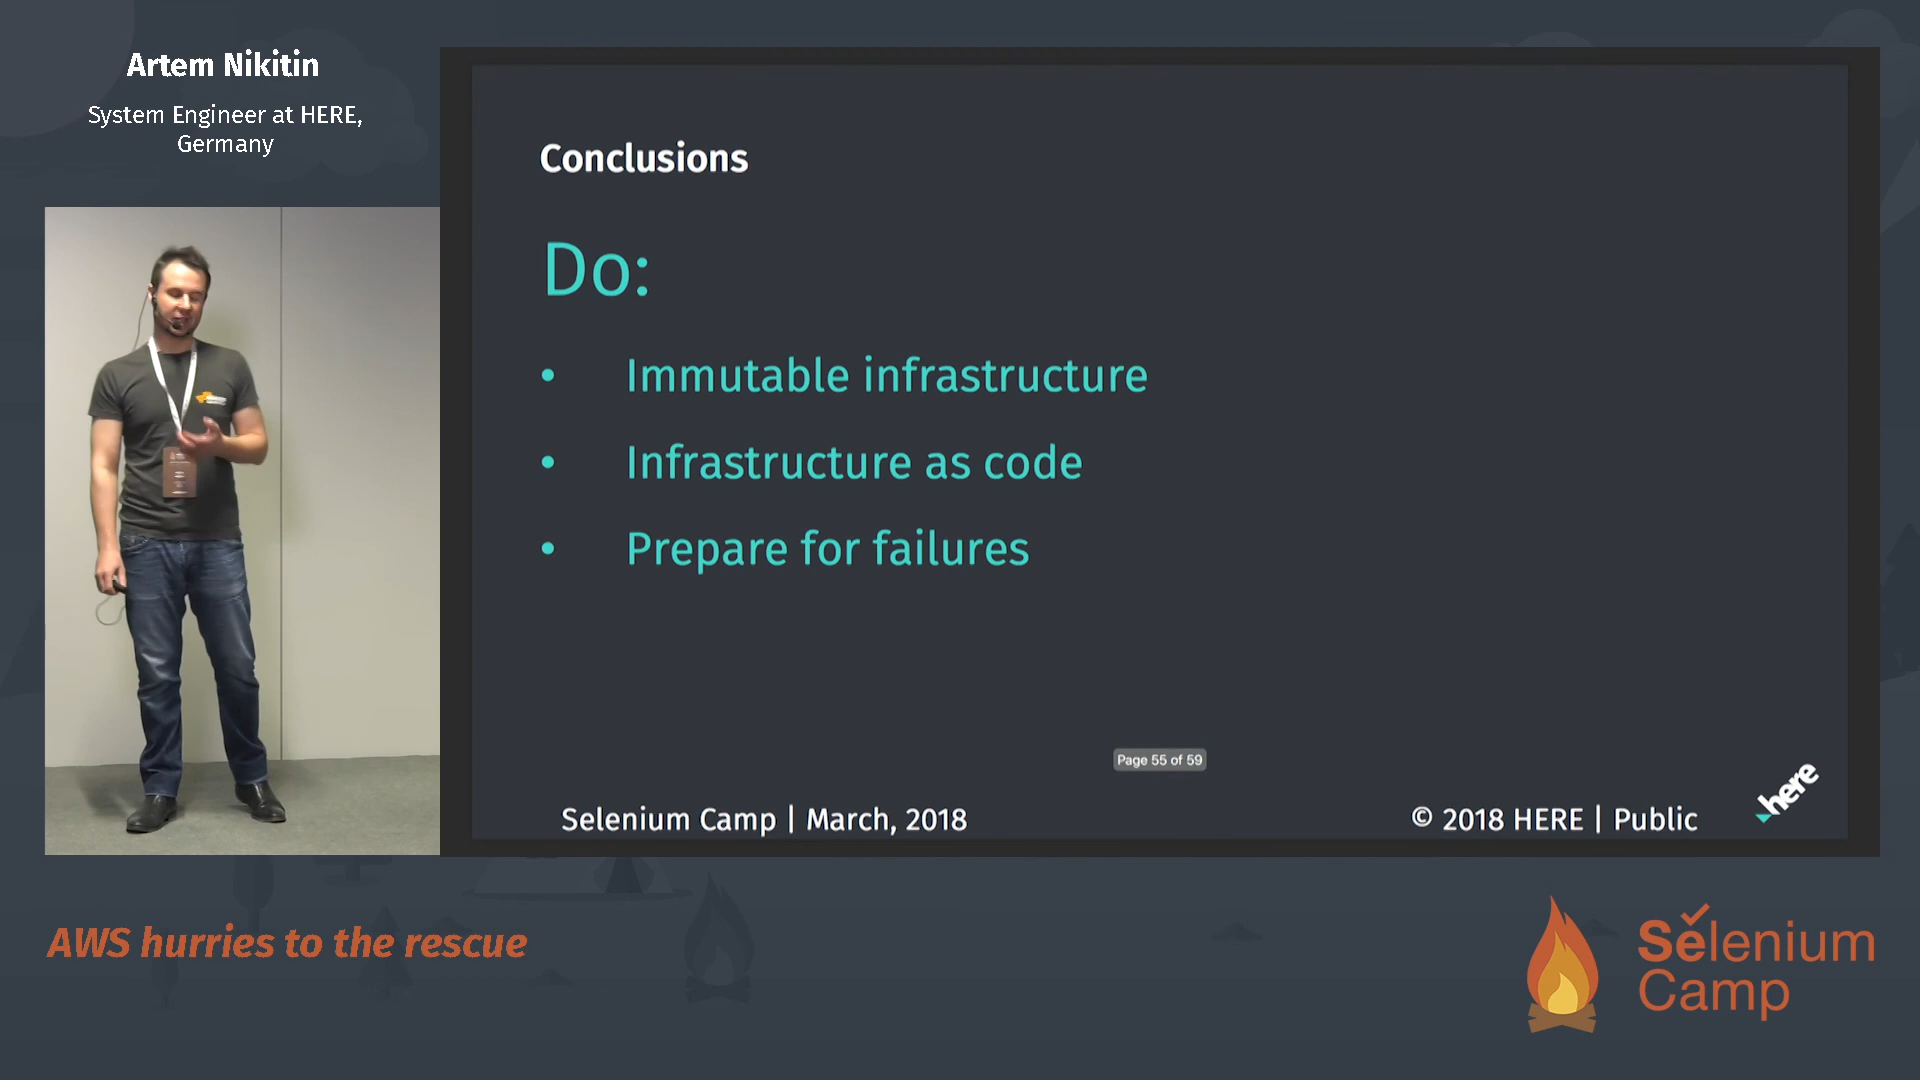 Artem Nikitin
System Engineer at HERE,
Germany
Conclusions
Do:
• Immutable infrastructure
• Infrastructure as code
• Prepare for failures
Page 55 of 59
Selenium Camp | March, 2018
© 2018 HERE | Public
here
AWS hurries to the rescue
Selenium
Camp